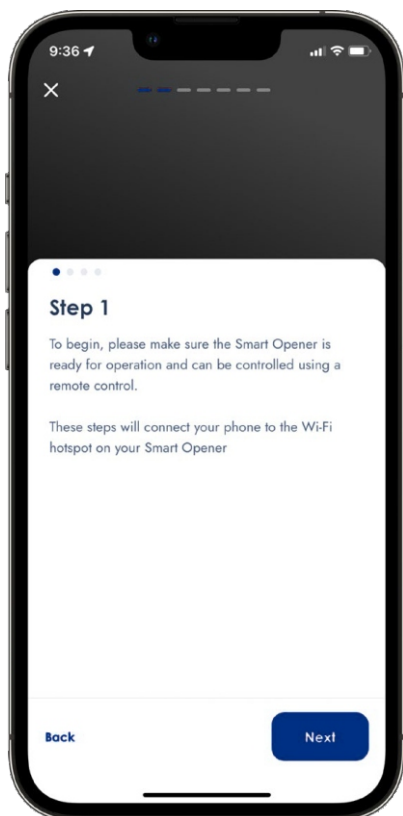 9:36
Step 1
To begin, please make sure the Smart Opener is
ready for operation and can be controlled using a
remote control.
These steps will connect your phone to the Wi-Fi
hotspot on your Smart Opener
Back
Next